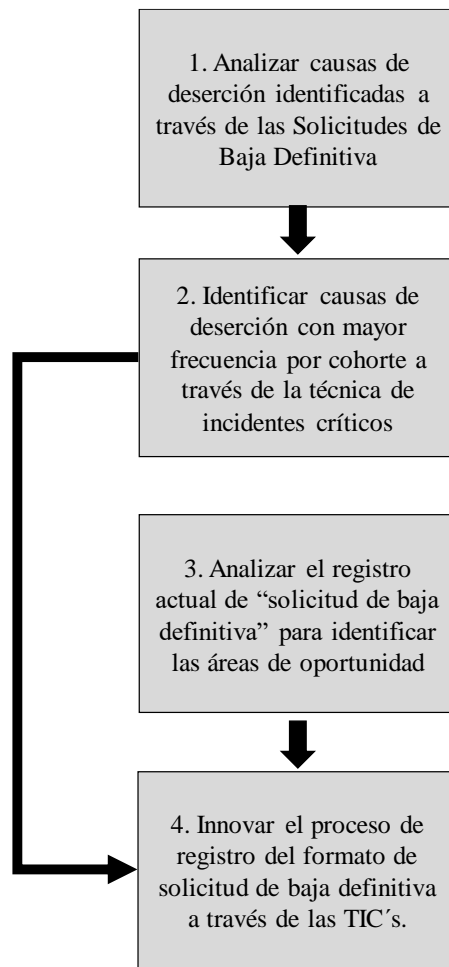 1. Analizar causas de
deserción identificadas a
través de las Solicitudes de
Baja Definitiva
2. Identificar causas de
deserción con mayor
frecuencia por cohorte a
través de la técnica de
incidentes críticos
3. Analizar el registro
actual de “solicitud de baja
definitiva” para identificar
las áreas de oportunidad
4. Innovar el proceso de
registro del formato de
solicitud de baja definitiva
a través de las TIC´s.